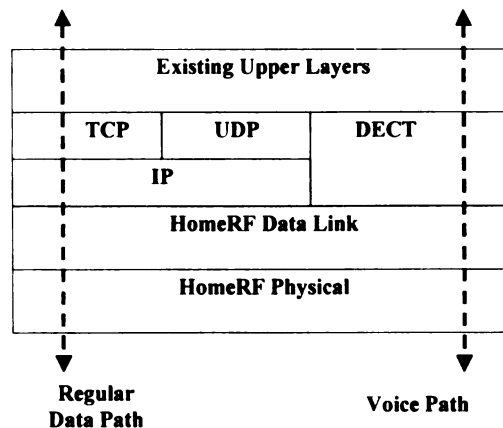 Existing Upper Layers
TCP UDP DECT
IP
HomeRF Data Link
HomeRF Physical
Regular
Data Path
Voice Path